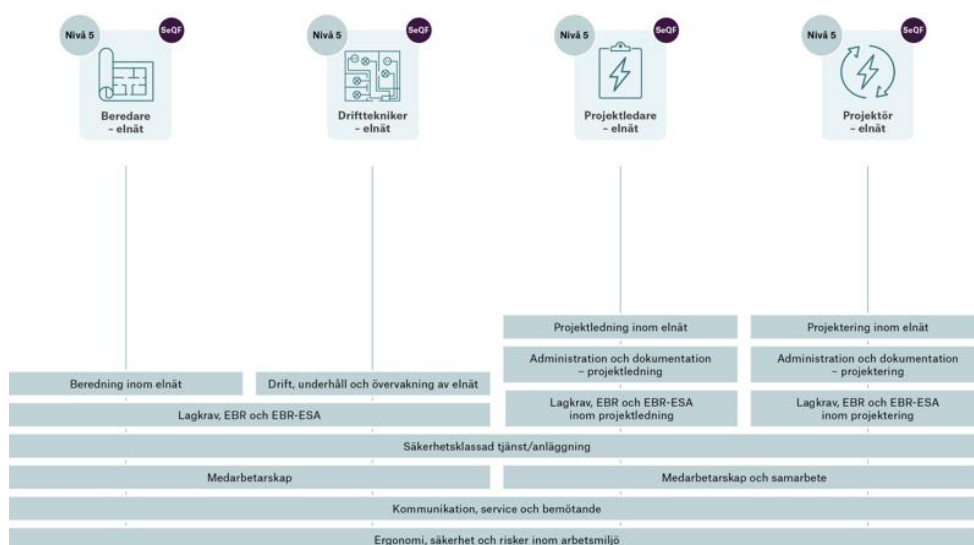 Nivå 5
SeQF
Beredare
– elnät
Nivå 5
SeQF
Drifttekniker
– elnät
Nivå 5
SeQF
Projektledare
– elnät
Nivå 5
SeQF
Projektör
– elnät
Projektledning inom elnät
Projektering inom elnät
Administration och dokumentation
– projektledning
Administration och dokumentation
– projektering
Beredning inom elnät
Drift, underhåll och övervakning av elnät
Lagkrav, EBR och EBR-ESA
Lagkrav, EBR och EBR-ESA
inom projektledning
Lagkrav, EBR och EBR-ESA
inom projektering
Säkerhetsklassad tjänst/anläggning
Medarbetarskap
Medarbetarskap och samarbete
Kommunikation, service och bemötande
Ergonomi, säkerhet och risker inom arbetsmiljö